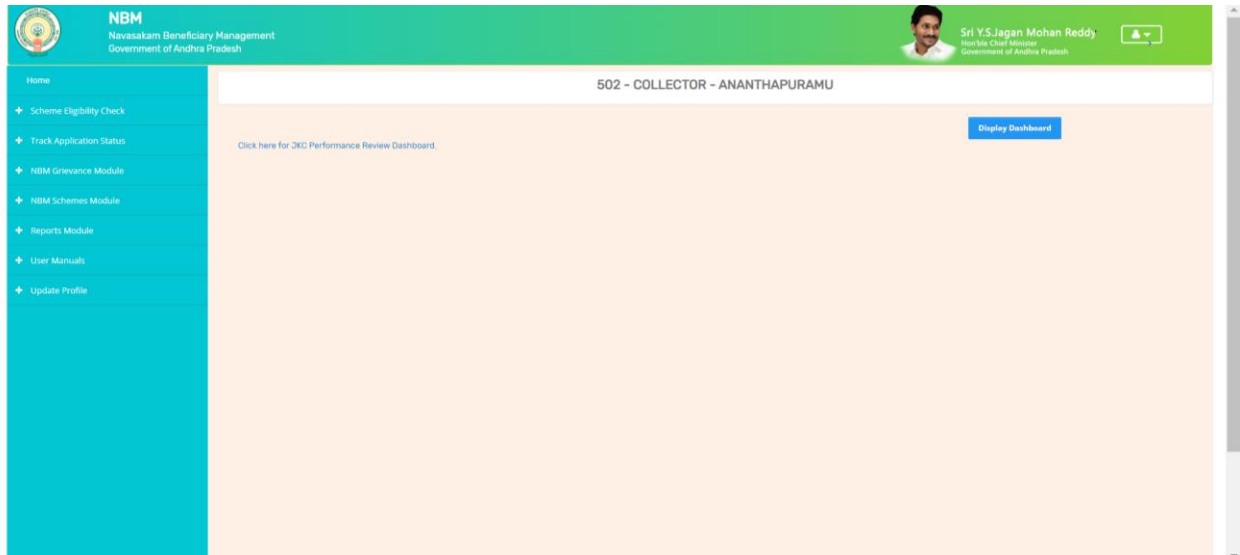 NBM
Navasakam Beneficiary Management
Government of Andhra Pradesh
Sri Y.S.Jagan Mohan Reddy
Hon'ble Chief Minister
Government of Andhra Pradesh
Home
Scheme Eligibility Check
Track Application Status
NBM Grievance Module
NBM Schemes Module
Reports Module
User Manuals
Update Profile
502 - COLLECTOR - ANANTHAPURAMU
Display Dashboard
Click here for JKC Performance Review Dashboard.